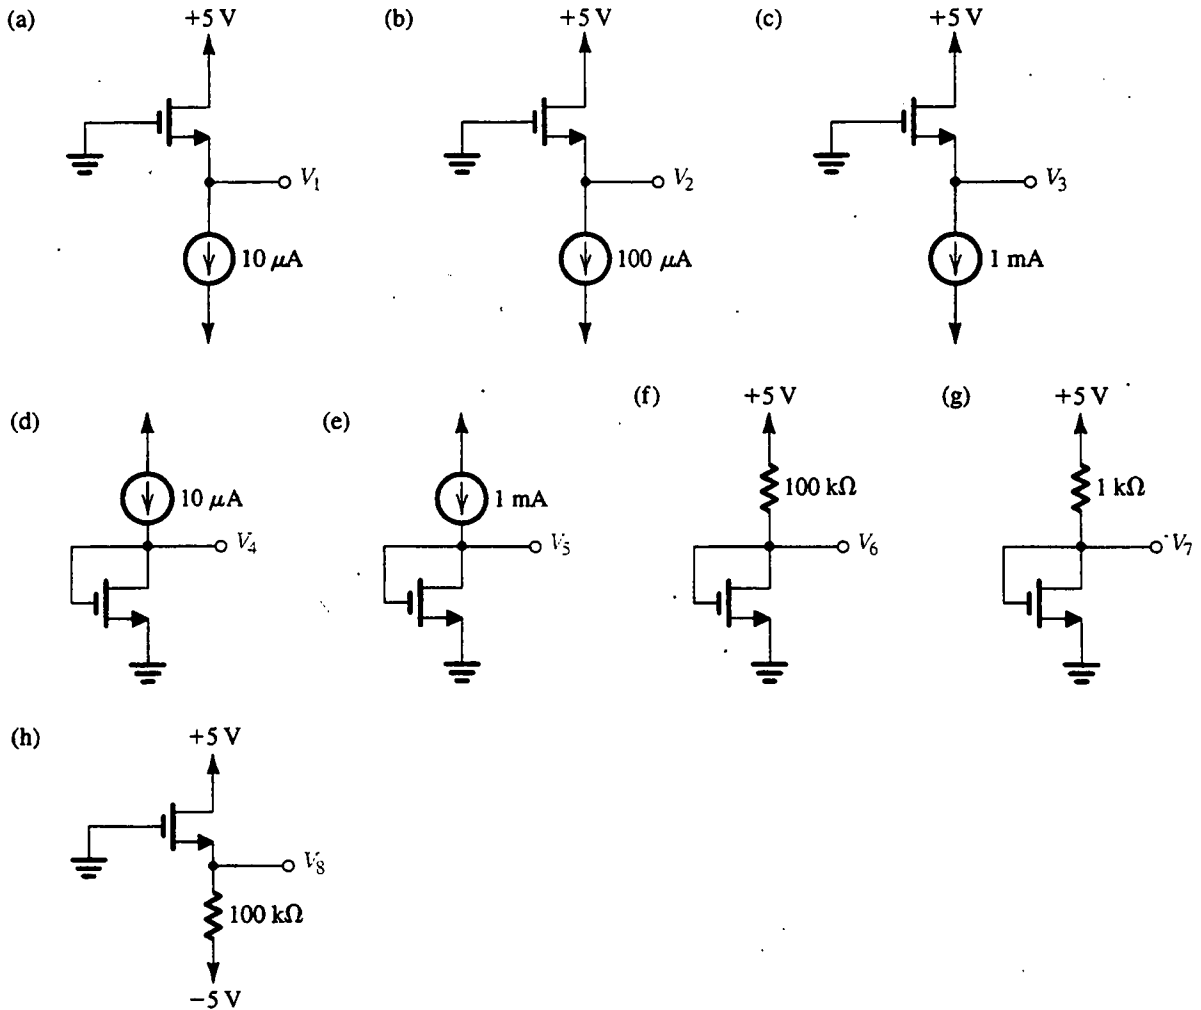 (a) +5 V
(b) +5 V
(c) +5 V
V₁
V₂
V₃
10 μA
100 μA
1 mA
(d)
(e)
(f) +5 V
(g) +5 V
10 μA
1 mA
100 kΩ
1 kΩ
V₄
V₅
V₆
V₇
(h) +5 V
V₈
100 kΩ
−5 V